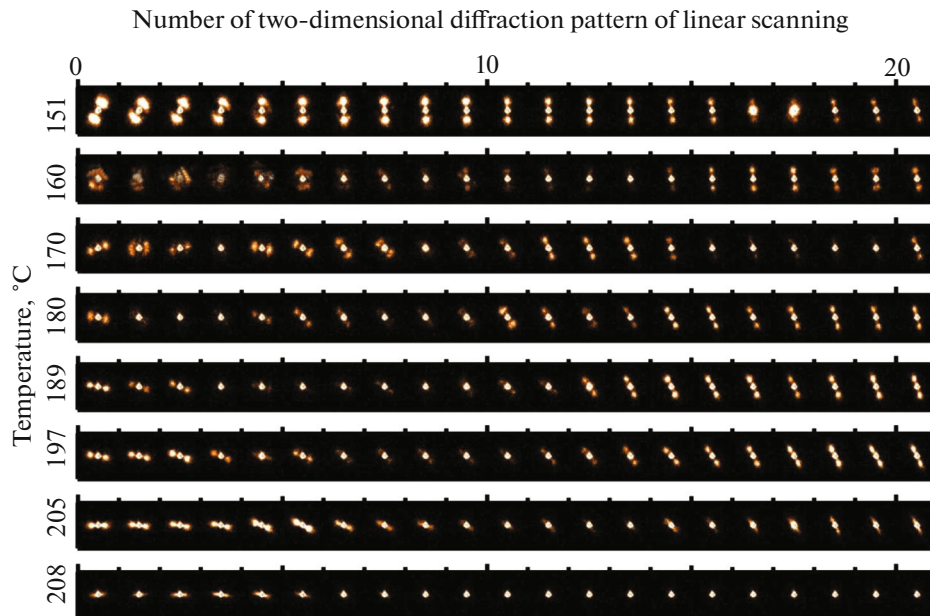 Number of two-dimensional diffraction pattern of linear scanning
0 10 20
Temperature, °C
151
160
170
180
189
197
205
208